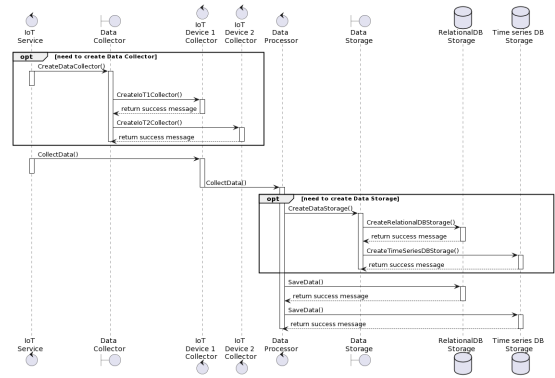 IoT
Service
Data
Collector
IoT
Device 1
Collector
IoT
Device 2
Collector
Data
Processor
Data
Storage
RelationalDB
Storage
Time series DB
Storage
opt [need to create Data Collector]
CreateDataCollector()
CreateIoT1Collector()
return success message
CreateIoT2Collector()
return success message
CollectData()
CollectData()
opt [need to create Data Storage]
CreateDataStorage()
CreateRelationalDBStorage()
return success message
CreateTimeSeriesDBStorage()
return success message
SaveData()
return success message
SaveData()
return success message
IoT
Service
Data
Collector
IoT
Device 1
Collector
IoT
Device 2
Collector
Data
Processor
Data
Storage
RelationalDB
Storage
Time series DB
Storage